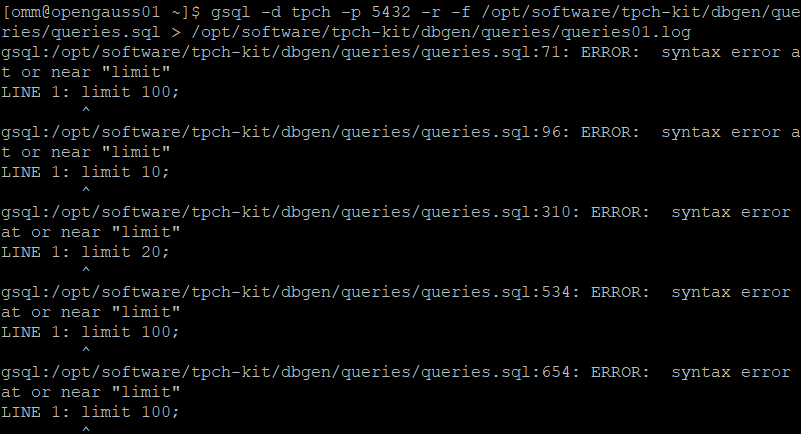 [omm@opengauss01 ~]$ gsql -d tpch -p 5432 -r -f /opt/software/tpch-kit/dbgen/que
ries/queries.sql > /opt/software/tpch-kit/dbgen/queries/queries01.log
gsql:/opt/software/tpch-kit/dbgen/queries/queries.sql:71: ERROR:  syntax error a
t or near "limit"
LINE 1: limit 100;
        ^
gsql:/opt/software/tpch-kit/dbgen/queries/queries.sql:96: ERROR:  syntax error a
t or near "limit"
LINE 1: limit 10;
        ^
gsql:/opt/software/tpch-kit/dbgen/queries/queries.sql:310: ERROR:  syntax error
at or near "limit"
LINE 1: limit 20;
        ^
gsql:/opt/software/tpch-kit/dbgen/queries/queries.sql:534: ERROR:  syntax error
at or near "limit"
LINE 1: limit 100;
        ^
gsql:/opt/software/tpch-kit/dbgen/queries/queries.sql:654: ERROR:  syntax error
at or near "limit"
LINE 1: limit 100;
        ^